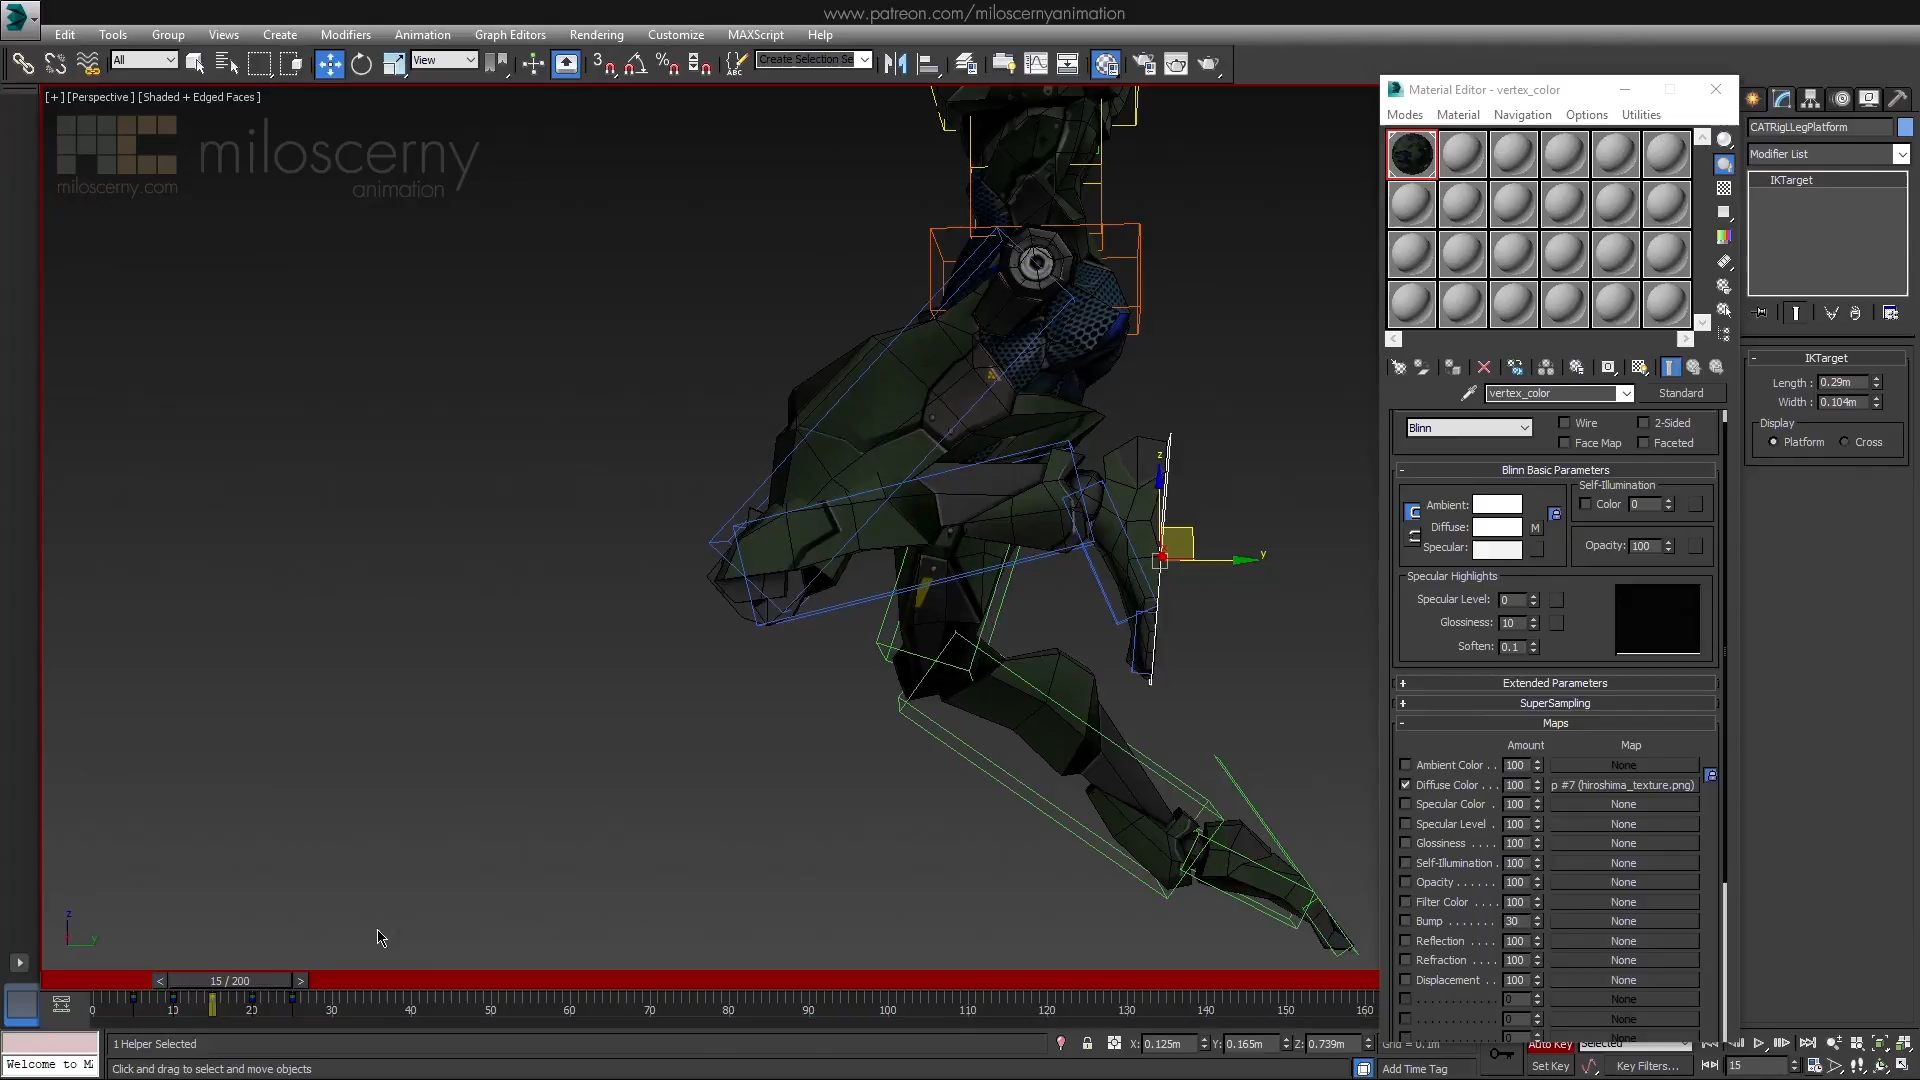 www.patreon.com/miloscernyanimation
Edit Tools Group Views Create Modifiers Animation Graph Editors Rendering Customize MAXScript Help
All View 3 Create Selection Se
[+] [Perspective] [Shaded + Edged Faces]
miloscerny
animation
miloscerny.com
z
y
z
y
Material Editor - vertex_color
Modes Material Navigation Options Utilities
vertex_color Standard
Blinn Wire 2-Sided
Face Map Faceted
Blinn Basic Parameters
Self-Illumination
Ambient: Color 0
Diffuse: M
Specular: Opacity: 100
Specular Highlights
Specular Level: 0
Glossiness: 10
Soften: 0.1
Extended Parameters
SuperSampling
Maps
Amount Map
Ambient Color . . 100 None
Diffuse Color . . . 100 p #7 (hiroshima_texture.png)
Specular Color . 100 None
Specular Level . 100 None
Glossiness . . . . 100 None
Self-Illumination . 100 None
Opacity . . . . . . 100 None
Filter Color . . . . 100 None
Bump . . . . . . . 30 None
Reflection . . . . 100 None
Refraction . . . . 100 None
Displacement . . 100 None
. . . . . . . . . . . . 0 None
. . . . . . . . . . . . 0 None
CATRigLLegPlatform
Modifier List
IKTarget
IKTarget
Length : 0.29m
Width : 0.104m
Display
Platform Cross
< 15 / 200 >
0 10 20 30 40 50 60 70 80 90 100 110 120 130 140 150 160
1 Helper Selected X: 0.125m Y: 0.165m Z: 0.739m Grid = 0.1m Auto Key Selected
Welcome to M Click and drag to select and move objects Add Time Tag Set Key Key Filters... 15